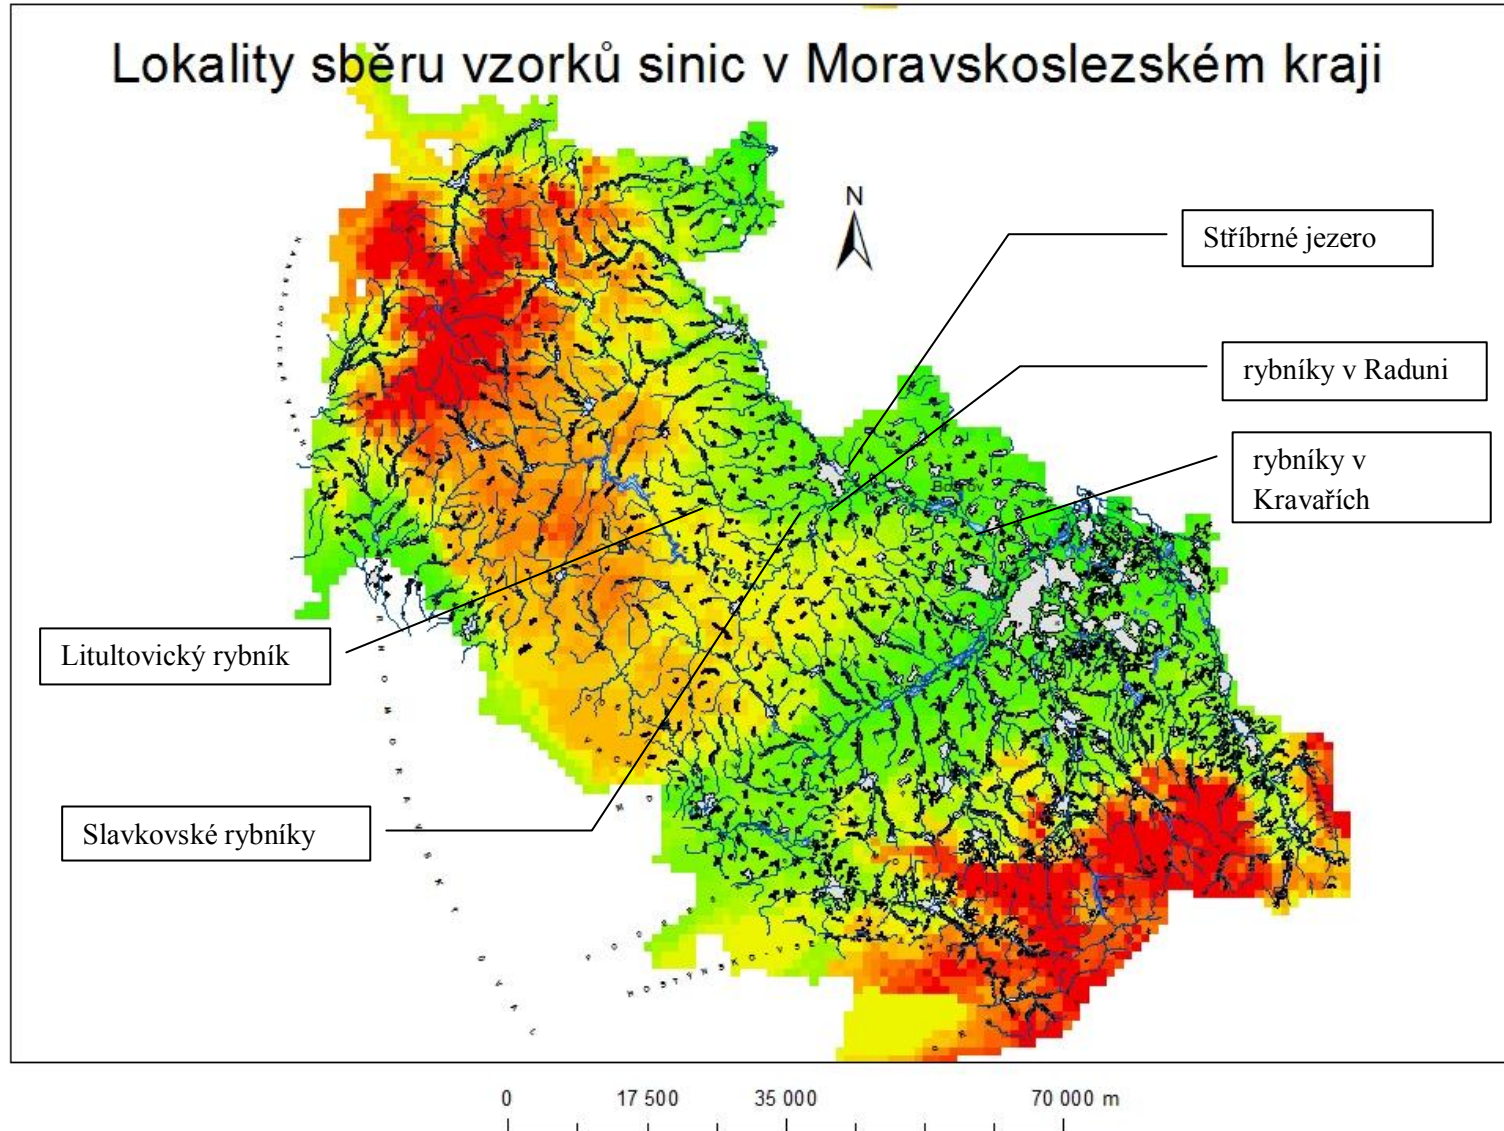 Lokality sběru vzorků sinic v Moravskoslezském kraji
N
Stříbrné jezero
rybníky v Raduni
rybníky v
Kravařích
Litultovický rybník
Slavkovské rybníky
0 17 500 35 000 70 000 m